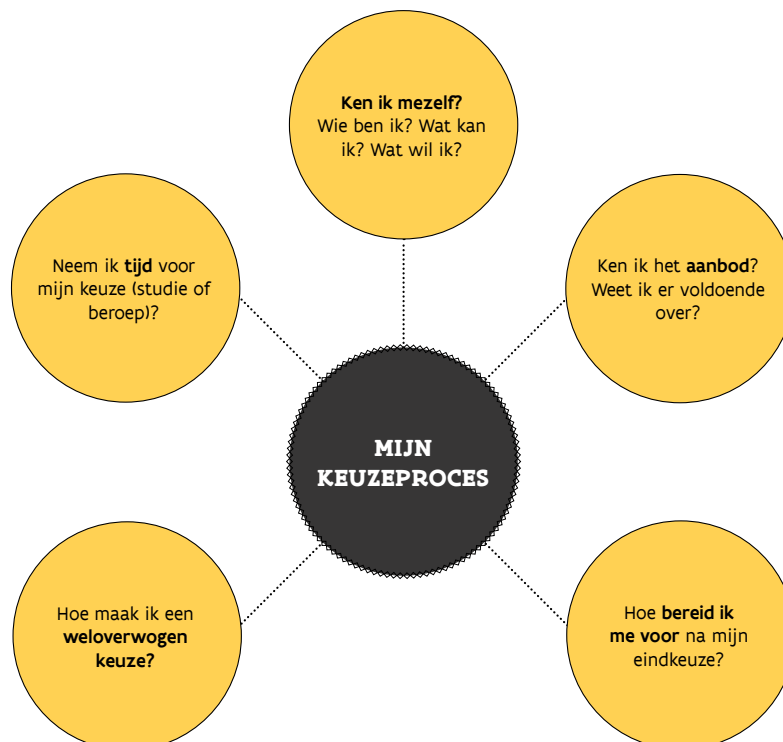 Ken ik mezelf?
Wie ben ik? Wat kan
ik? Wat wil ik?
Neem ik tijd voor
mijn keuze (studie of
beroep)?
Ken ik het aanbod?
Weet ik er voldoende
over?
MIJN
KEUZEPROCES
Hoe maak ik een
weloverwogen
keuze?
Hoe bereid ik
me voor na mijn
eindkeuze?